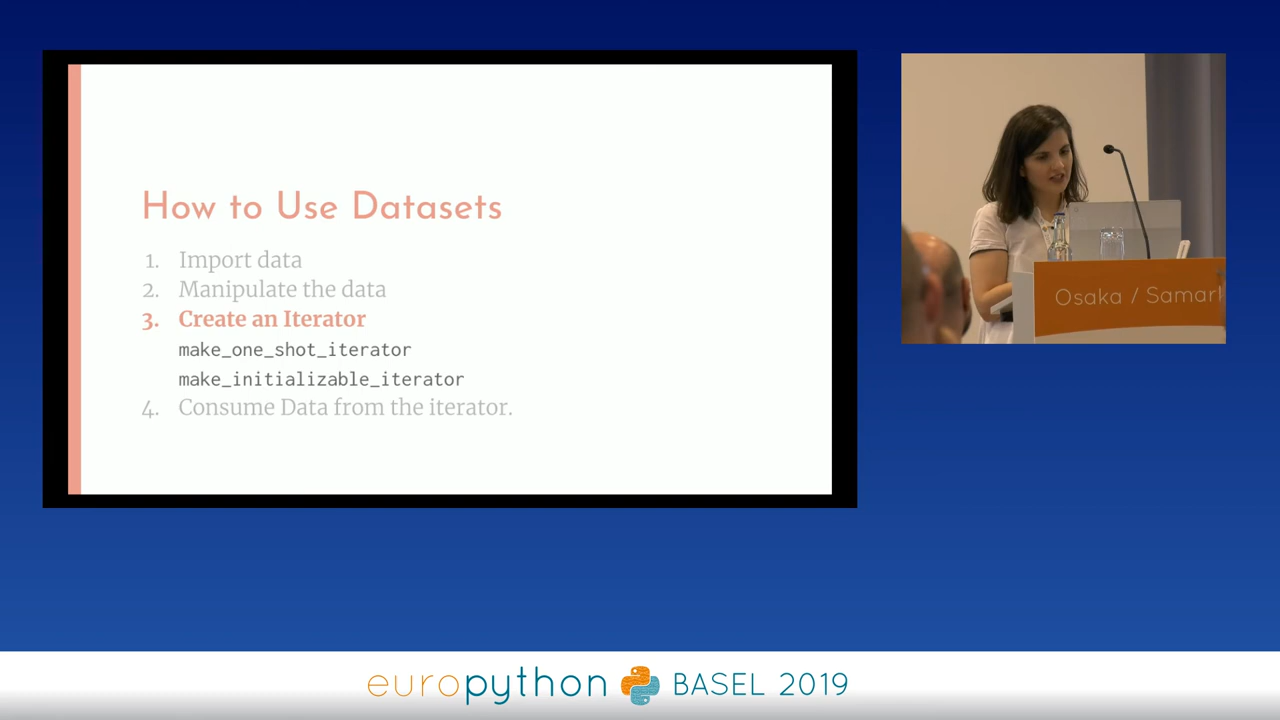 How to Use Datasets
1. Import data
2. Manipulate the data
3. Create an Iterator
make_one_shot_iterator
make_initializable_iterator
4. Consume Data from the iterator.
Osaka / Samar
europython BASEL 2019